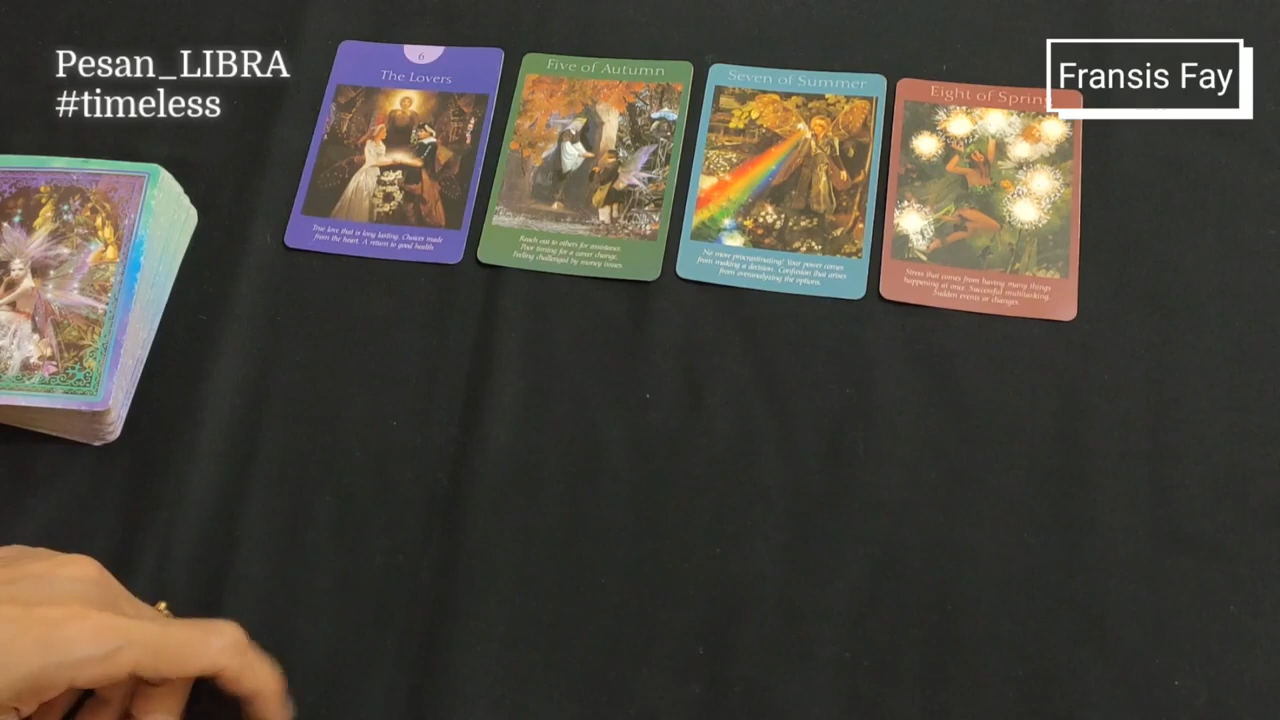 Pesan_LIBRA
#timeless
Fransis Fay
6
The Lovers
True love that is long lasting. Choices made
from the heart. A return to good health.
Five of Autumn
Reach out to others for assistance.
Poor timing for a career change.
Feeling challenged by money issues.
Seven of Summer
No more procrastinating! Your power comes
from making a decision. Confusion that arises
from overanalyzing the options.
Eight of Spring
Stress that comes from having many things
happening at once. Successful multitasking.
Sudden events or changes.